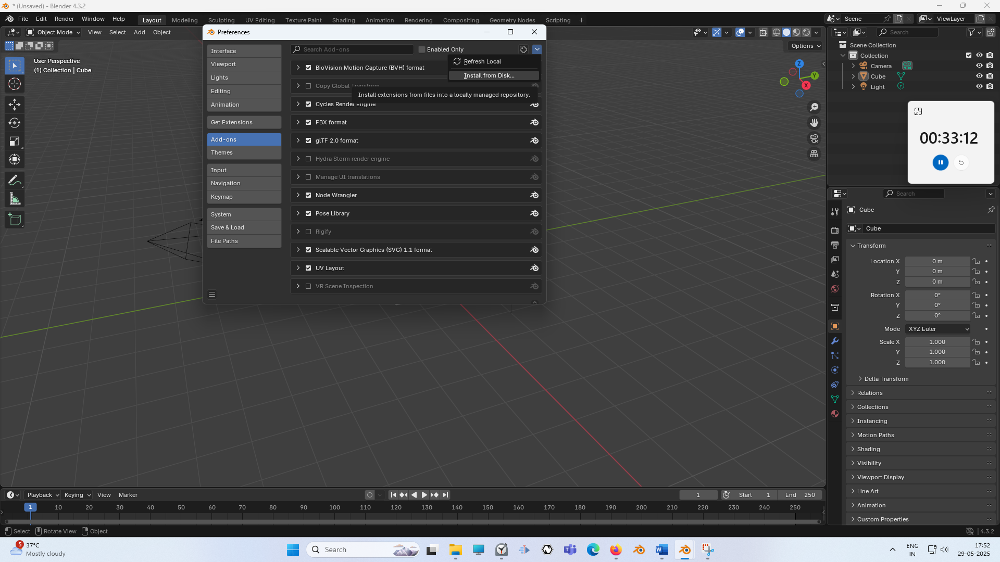 * (Unsaved) - Blender 4.3.2
File Edit Render Window Help
Layout Modeling Sculpting UV Editing Texture Paint Shading Animation Rendering Compositing Geometry Nodes Scripting
Scene
ViewLayer
Object Mode View Select Add Object
Options
User Perspective
(1) Collection | Cube
Preferences
Interface
Viewport
Lights
Editing
Animation
Get Extensions
Add-ons
Themes
Input
Navigation
Keymap
System
Save & Load
File Paths
Search Add-ons
Enabled Only
Refresh Local
Install from Disk...
Install extensions from files into a locally managed repository.
BioVision Motion Capture (BVH) format
Copy Global Transform
Cycles Render Engine
FBX format
glTF 2.0 format
Hydra Storm render engine
Manage UI translations
Node Wrangler
Pose Library
Rigify
Scalable Vector Graphics (SVG) 1.1 format
UV Layout
VR Scene Inspection
Z
Y
X
Search
Scene Collection
Collection
Camera
Cube
Light
00:33:12
Search
Cube
Cube
Transform
Location X 0 m
Y 0 m
Z 0 m
Rotation X 0°
Y 0°
Z 0°
Mode XYZ Euler
Scale X 1.000
Y 1.000
Z 1.000
Delta Transform
Relations
Collections
Instancing
Motion Paths
Shading
Visibility
Viewport Display
Line Art
Animation
Custom Properties
Playback Keying View Marker
1 Start 1 End 250
1 10 20 30 40 50 60 70 80 90 100 110 120 130 140 150 160 170 180 190 200 210 220 230 240 250
Select Rotate View Object
4.3.2
5
37°C
Mostly cloudy
Search
ENG
IN
17:52
29-05-2025